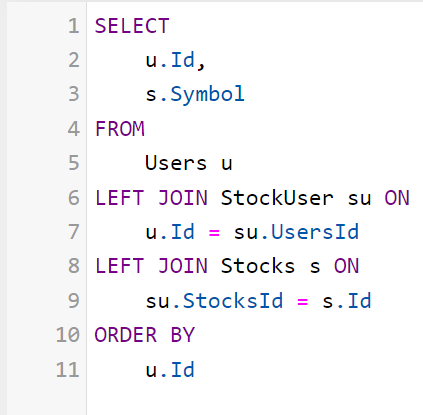 1 SELECT
2     u.Id,
3     s.Symbol
4 FROM
5     Users u
6 LEFT JOIN StockUser su ON
7     u.Id = su.UsersId
8 LEFT JOIN Stocks s ON
9     su.StocksId = s.Id
10 ORDER BY
11     u.Id